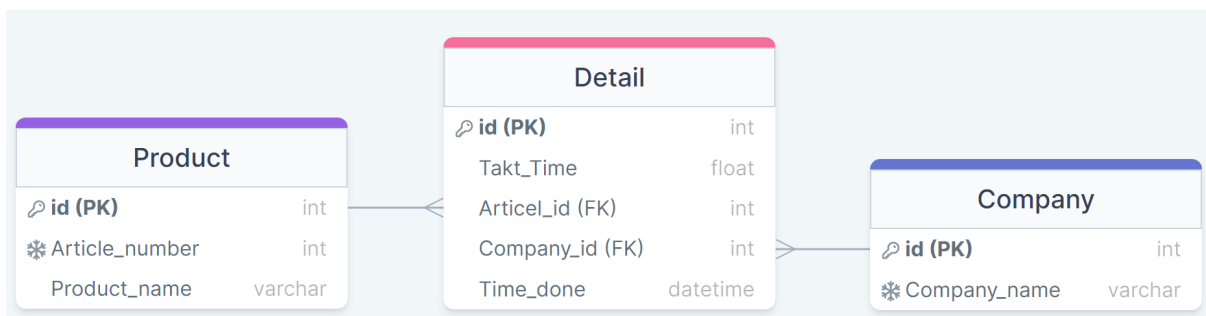 Product
id (PK) int
Article_number int
Product_name varchar
Detail
id (PK) int
Takt_Time float
Articel_id (FK) int
Company_id (FK) int
Time_done datetime
Company
id (PK) int
Company_name varchar